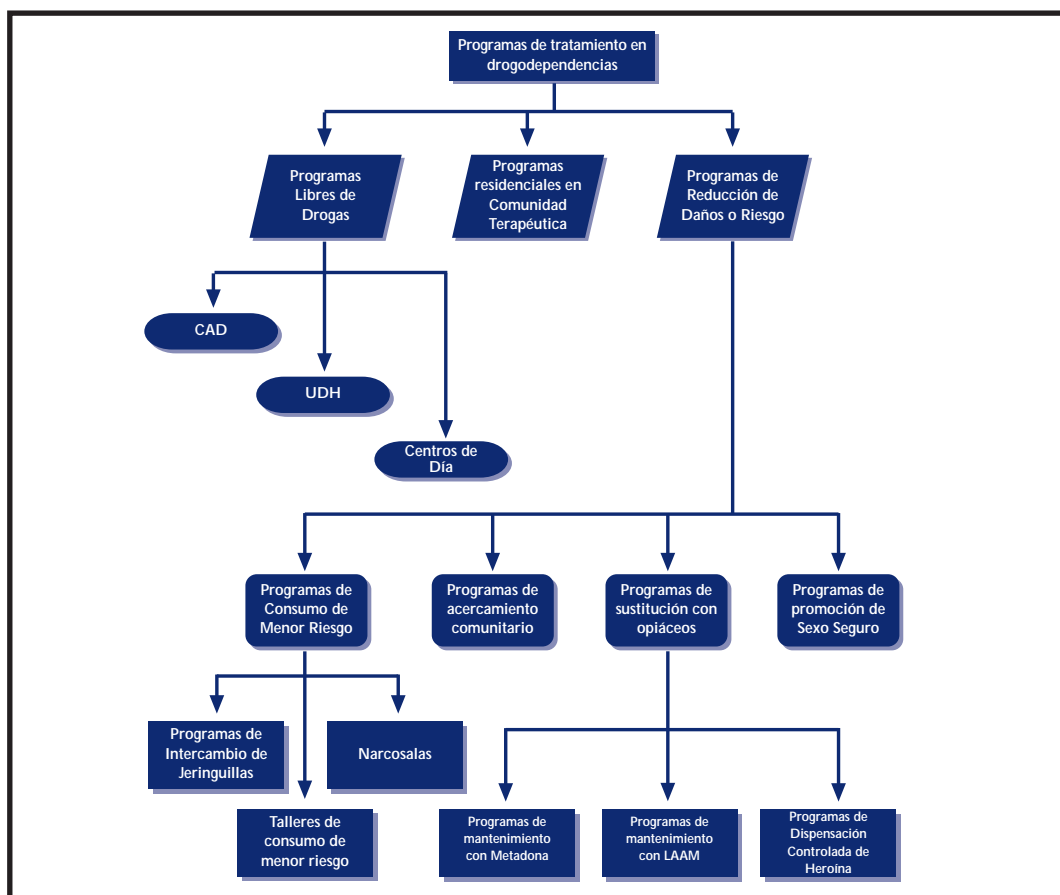 Programas de tratamiento en
drogodependencias
Programas
Libres de
Drogas
Programas
residenciales en
Comunidad
Terapéutica
Programas de
Reducción de
Daños o Riesgo
CAD
UDH
Centros de
Día
Programas de
Consumo de
Menor Riesgo
Programas de
acercamiento
comunitario
Programas de
sustitución con
opiáceos
Programas de
promoción de
Sexo Seguro
Programas de
Intercambio de
Jeringuillas
Narcosalas
Talleres de
consumo de
menor riesgo
Programas de
mantenimiento
con Metadona
Programas de
mantenimiento
con LAAM
Programas de
Dispensación
Controlada de
Heroína